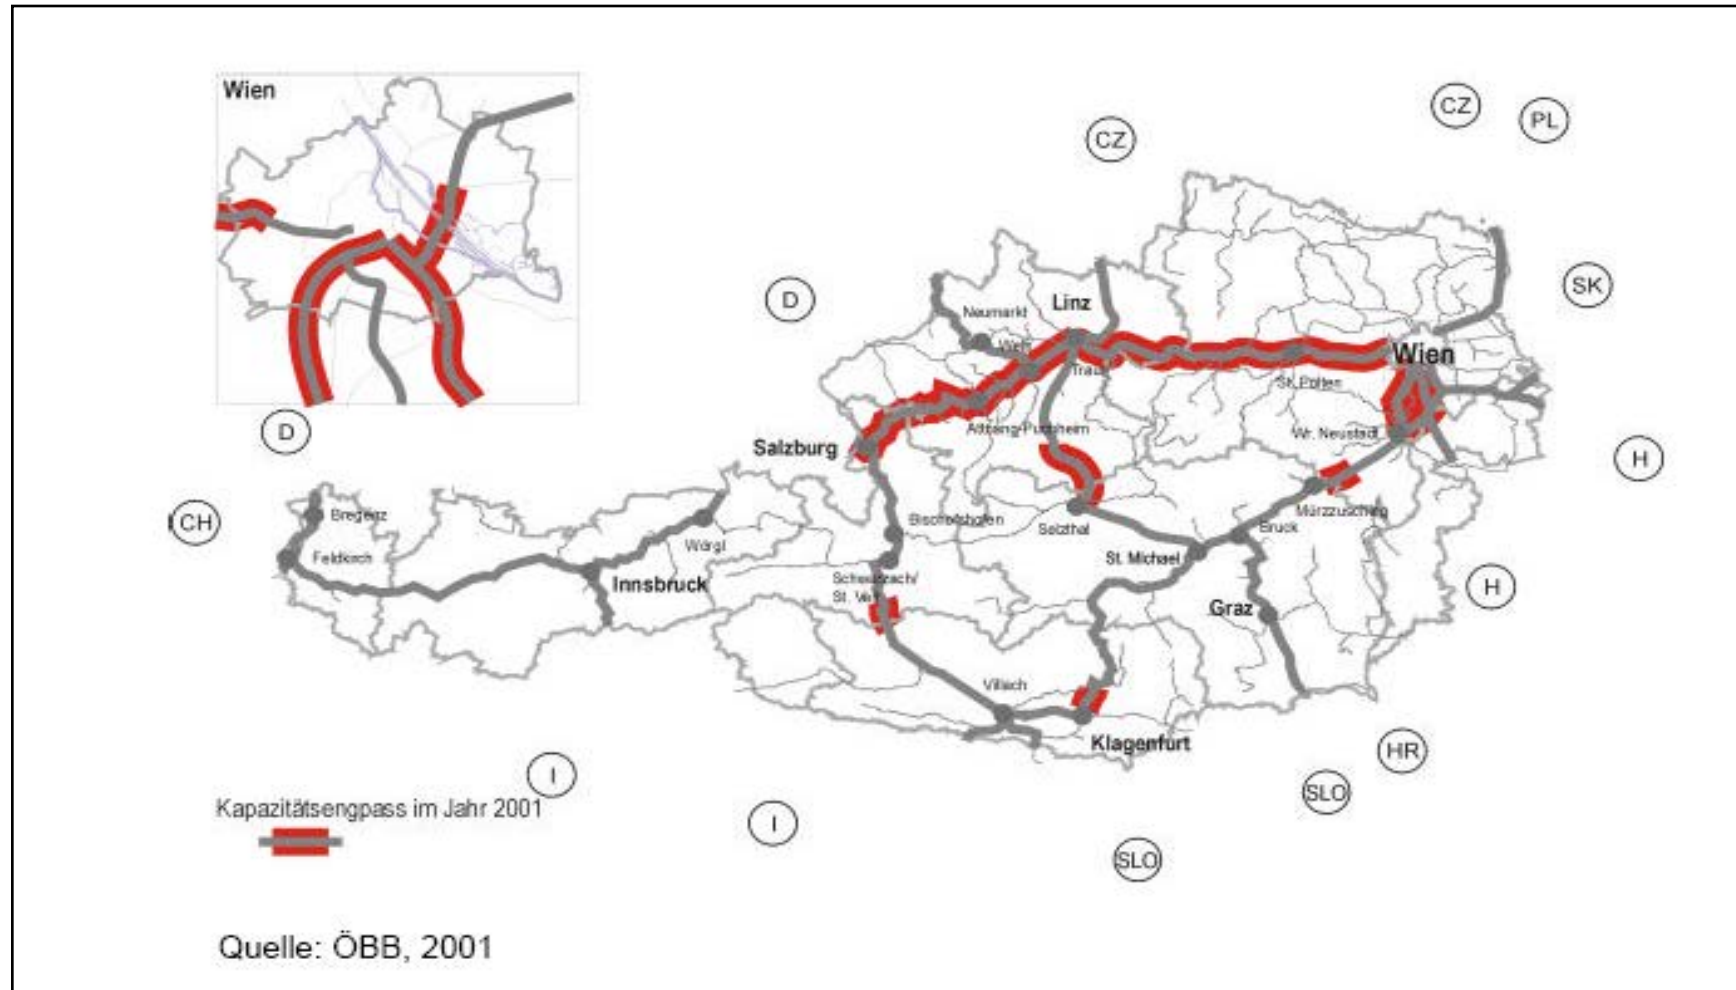 Wien
CZ
PL
CZ
D
SK
Neumarkt
Linz
Wels
Traun
Wien
St. Pölten
D
Attnang-Puchheim
Wr. Neustadt
Salzburg
H
CH
Bregenz
Bischofshofen
Selzthal
Mürzzuschlag
Bruck
Feldkirch
Wörgl
St. Michael
Innsbruck
Schwarzach/
St. Veit
H
Graz
Villach
Klagenfurt
HR
I
SLO
Kapazitätsengpass im Jahr 2001
I
SLO
Quelle: ÖBB, 2001